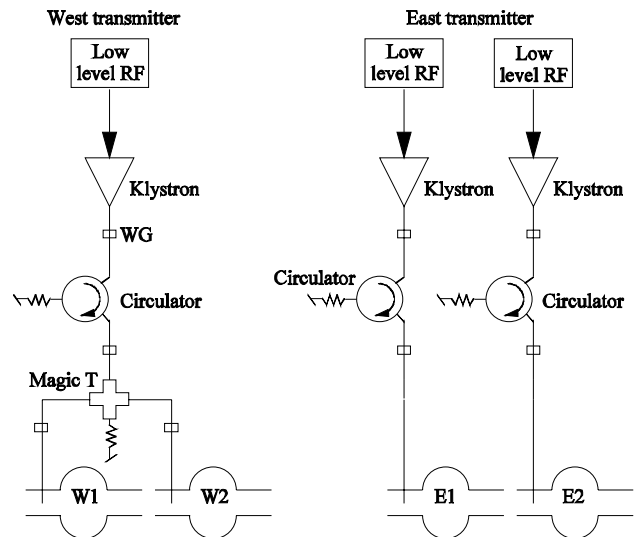 West transmitter
East transmitter
Low
level RF
Low
level RF
Low
level RF
Klystron
Klystron
Klystron
WG
Circulator
Circulator
Circulator
Magic T
W1
W2
E1
E2